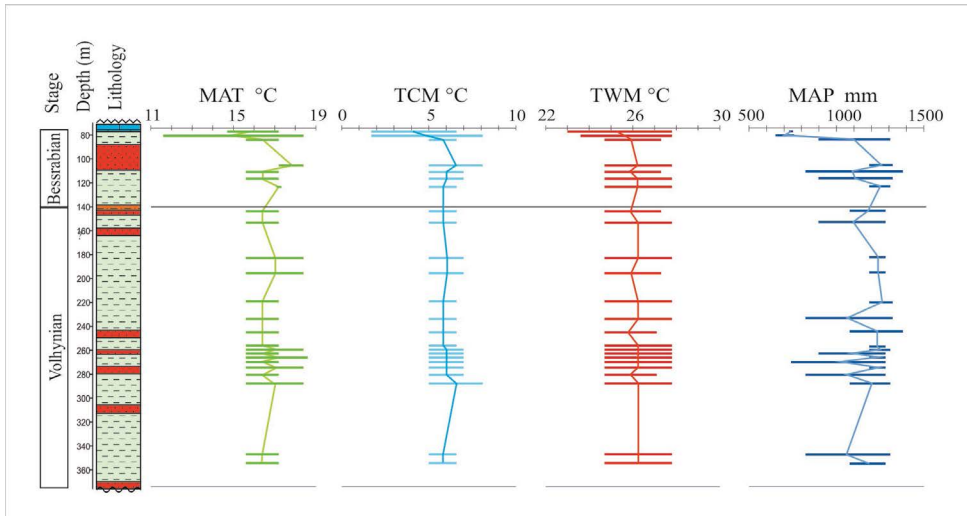 Stage
Depth (m)
Lithology
MAT °C
TCM °C
TWM °C
MAP mm
11 15 19
0 5 10
22 26 30
500 1000 1500
Bessrabian
Volhynian
80
100
120
140
160
180
200
220
240
260
280
300
320
340
360